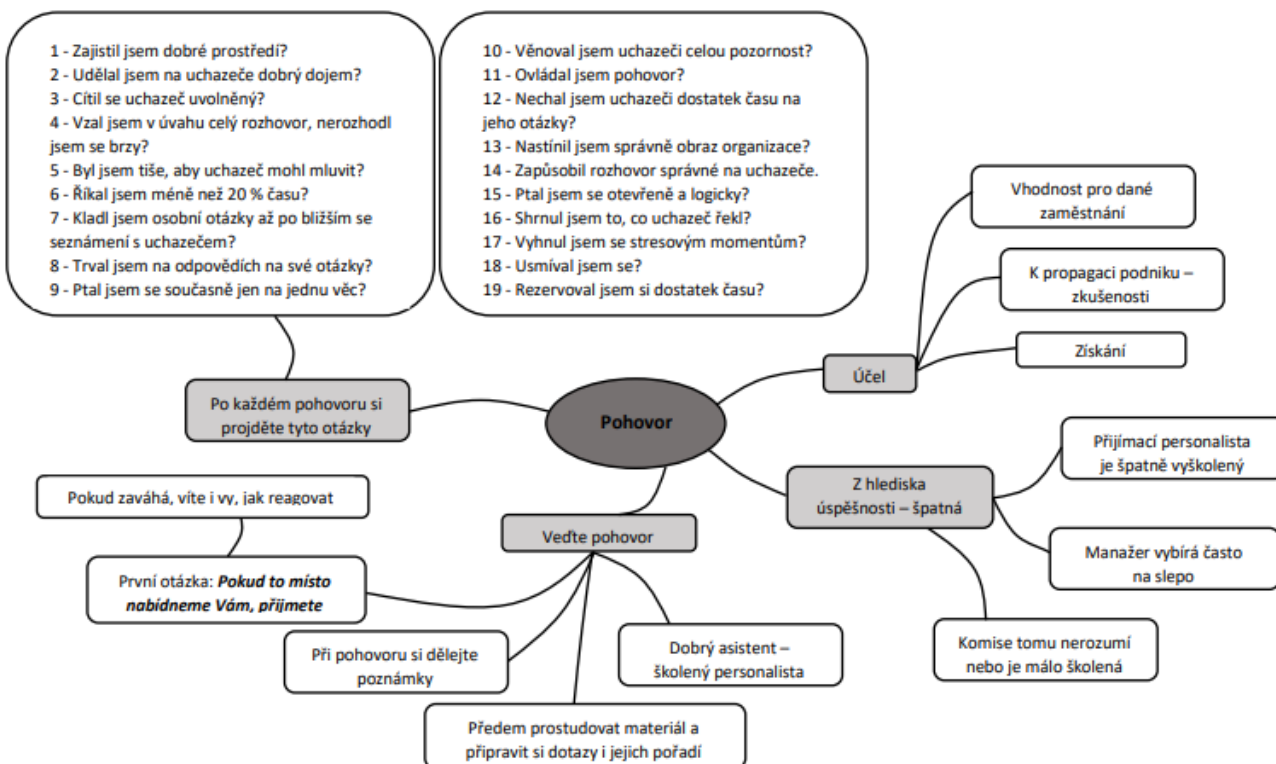 1 - Zajistil jsem dobré prostředí?
2 - Udělal jsem na uchazeče dobrý dojem?
3 - Cítil se uchazeč uvolněný?
4 - Vzal jsem v úvahu celý rozhovor, nerozhodl
jsem se brzy?
5 - Byl jsem tiše, aby uchazeč mohl mluvit?
6 - Říkal jsem méně než 20 % času?
7 - Kladl jsem osobní otázky až po bližším se
seznámení s uchazečem?
8 - Trval jsem na odpovědích na své otázky?
9 - Ptal jsem se současně jen na jednu věc?
10 - Věnoval jsem uchazeči celou pozornost?
11 - Ovládal jsem pohovor?
12 - Nechal jsem uchazeči dostatek času na
jeho otázky?
13 - Nastínil jsem správně obraz organizace?
14 - Zapůsobil rozhovor správné na uchazeče.
15 - Ptal jsem se otevřeně a logicky?
16 - Shrnul jsem to, co uchazeč řekl?
17 - Vyhnul jsem se stresovým momentům?
18 - Usmíval jsem se?
19 - Rezervoval jsem si dostatek času?
Vhodnost pro dané
zaměstnání
K propagaci podniku –
zkušenosti
Získání
Účel
Po každém pohovoru si
projděte tyto otázky
Pohovor
Přijímací personalista
je špatně vyškolený
Z hlediska
úspěšnosti – špatná
Manažer vybírá často
na slepo
Komise tomu nerozumí
nebo je málo školená
Pokud zaváhá, víte i vy, jak reagovat
Veďte pohovor
První otázka: Pokud to místo
nabídneme Vám, přijmete
Při pohovoru si dělejte
poznámky
Dobrý asistent –
školený personalista
Předem prostudovat materiál a
připravit si dotazy i jejich pořadí